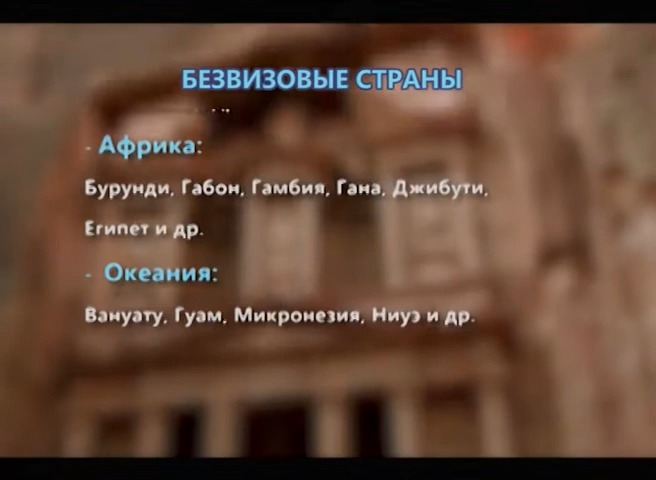 БЕЗВИЗОВЫЕ СТРАНЫ
- Африка:
Бурунди, Габон, Гамбия, Гана, Джибути,
Египет и др.
- Океания:
Вануату, Гуам, Микронезия, Ниуэ и др.